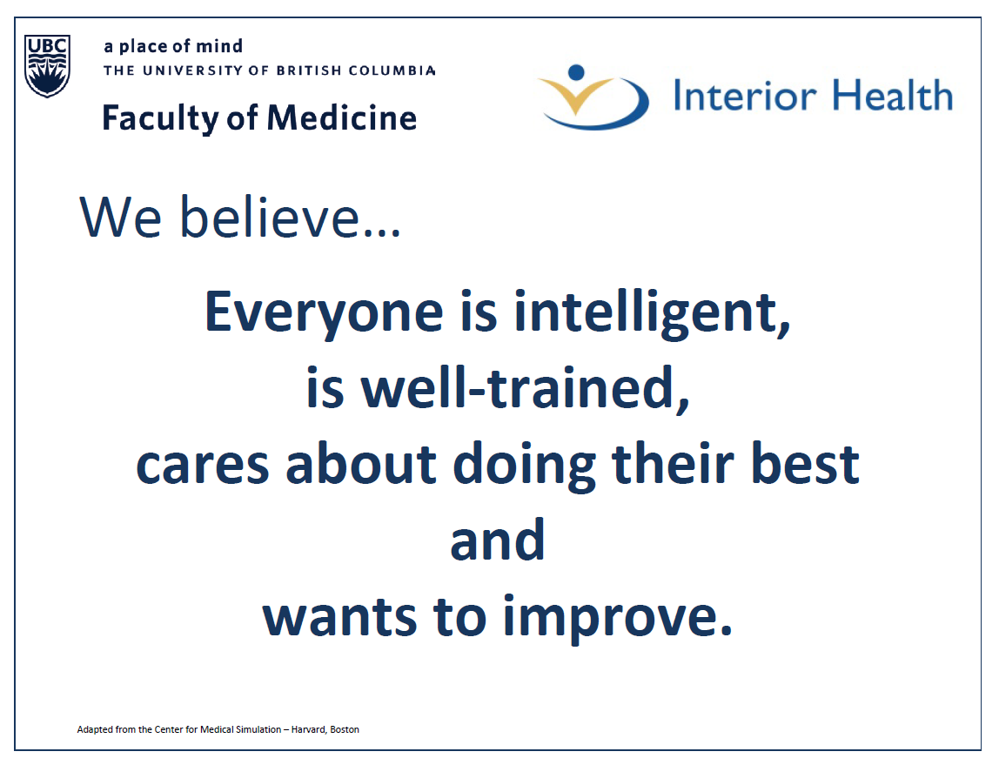 UBC
a place of mind
THE UNIVERSITY OF BRITISH COLUMBIA
Faculty of Medicine
Interior Health
We believe…
Everyone is intelligent,
is well-trained,
cares about doing their best
and
wants to improve.
Adapted from the Center for Medical Simulation – Harvard, Boston